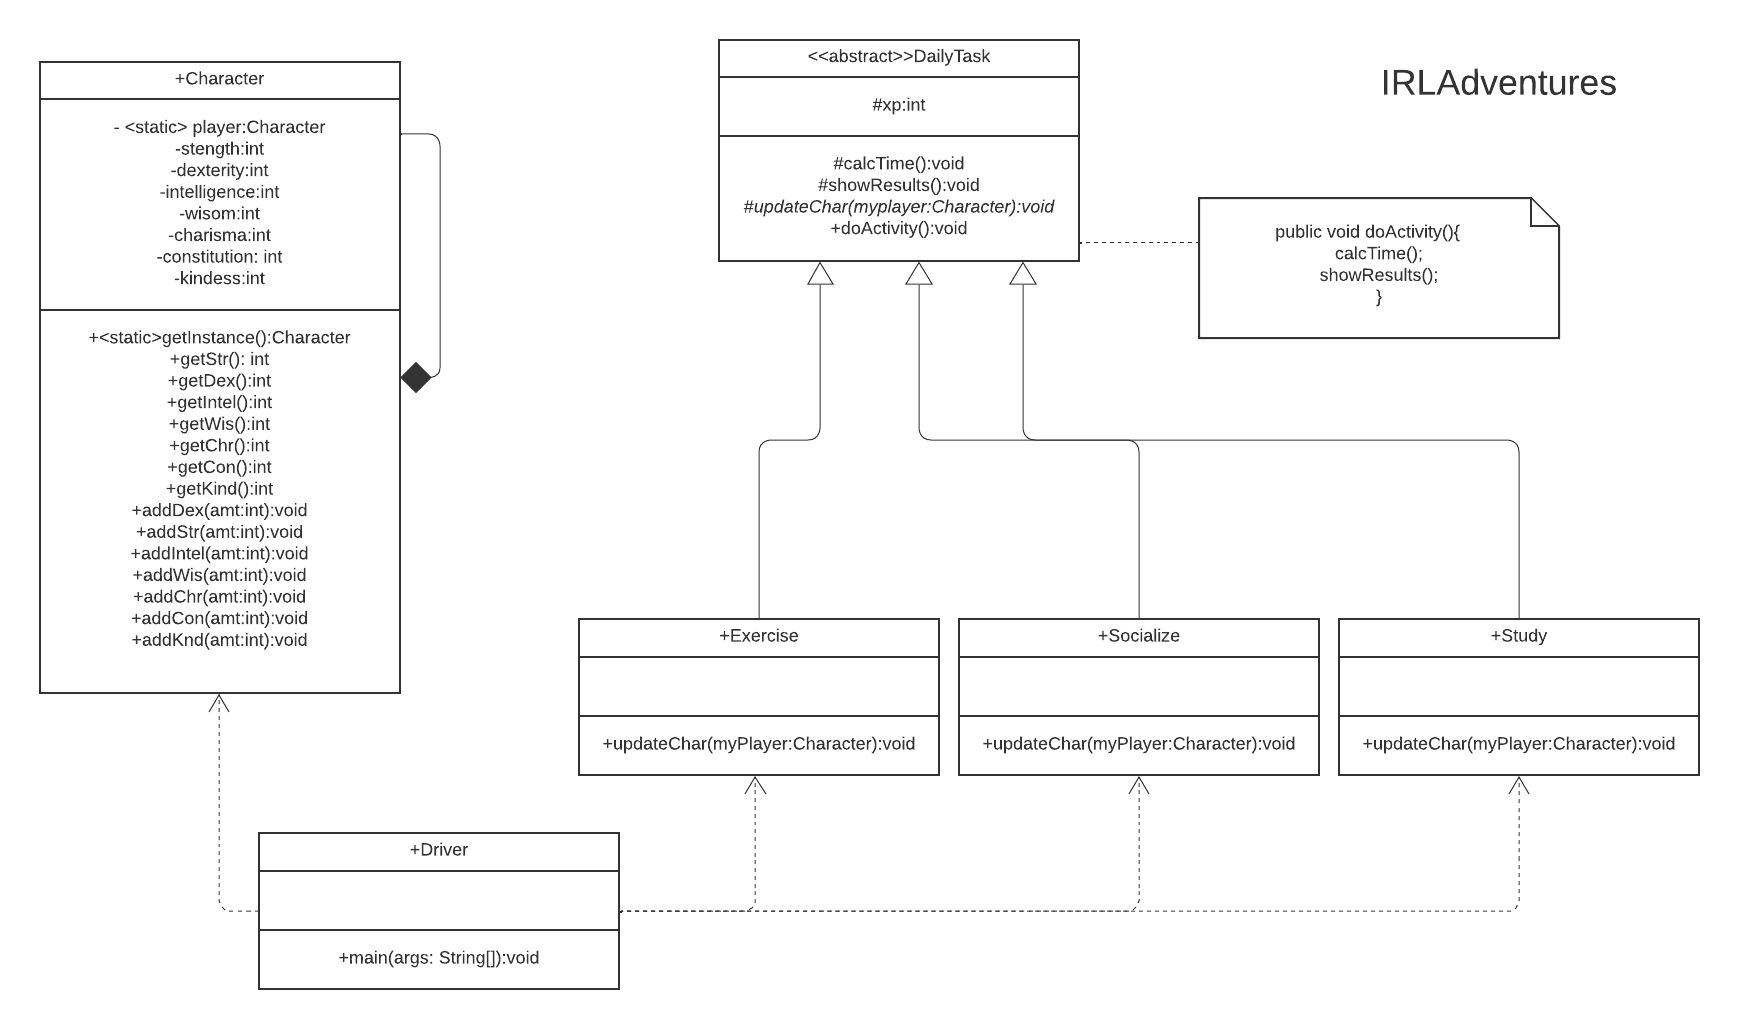 IRLAdventures
+Character
- <static> player:Character
-stength:int
-dexterity:int
-intelligence:int
-wisom:int
-charisma:int
-constitution: int
-kindess:int
+<static>getInstance():Character
+getStr(): int
+getDex():int
+getIntel():int
+getWis():int
+getChr():int
+getCon():int
+getKind():int
+addDex(amt:int):void
+addStr(amt:int):void
+addIntel(amt:int):void
+addWis(amt:int):void
+addChr(amt:int):void
+addCon(amt:int):void
+addKnd(amt:int):void
<<abstract>>DailyTask
#xp:int
#calcTime():void
#showResults():void
#updateChar(myplayer:Character):void
+doActivity():void
public void doActivity(){
calcTime();
showResults();
}
+Exercise
+updateChar(myPlayer:Character):void
+Socialize
+updateChar(myPlayer:Character):void
+Study
+updateChar(myPlayer:Character):void
+Driver
+main(args: String[]):void